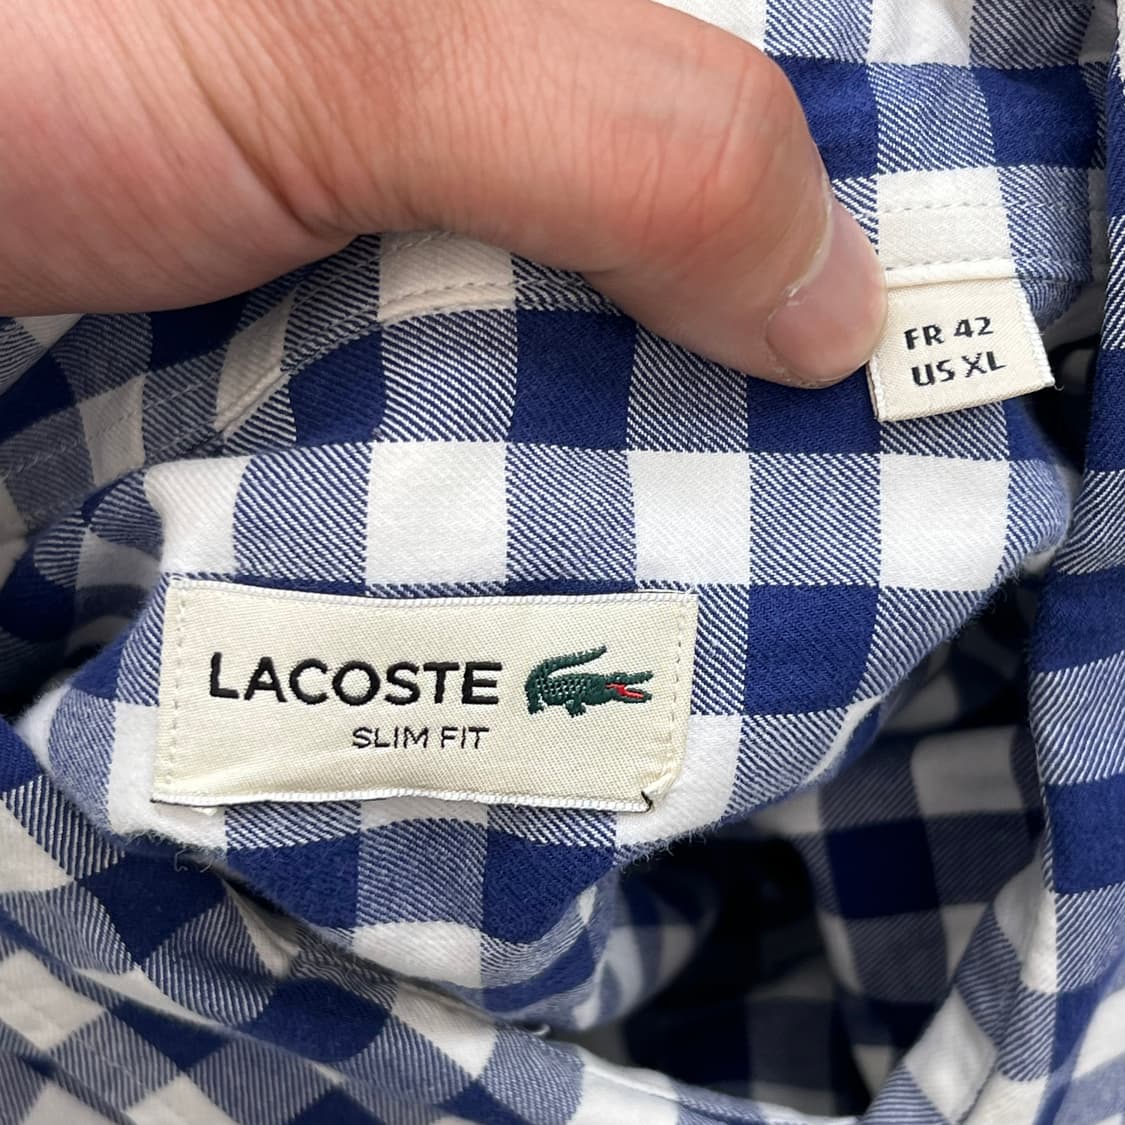 FR 42
US XL
LACOSTE
SLIM FIT